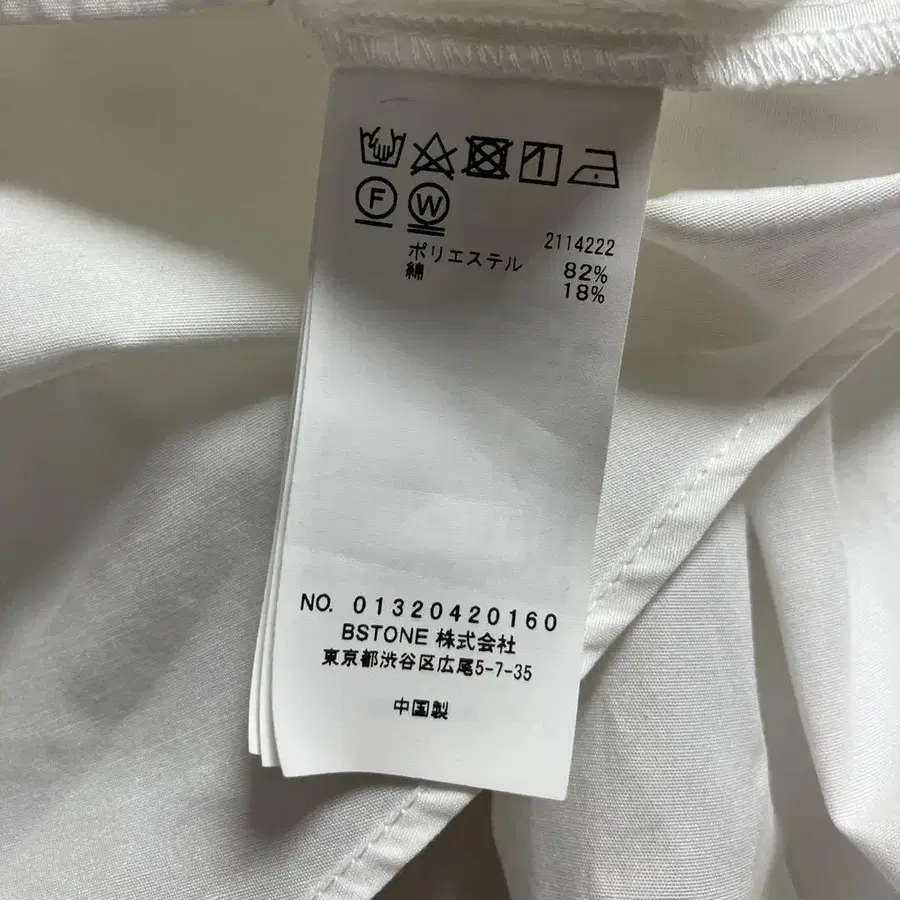 F W
2114222
ポリエステル 82%
綿 18%
NO. 01320420160
BSTONE 株式会社
東京都渋谷区広尾5-7-35
中国製